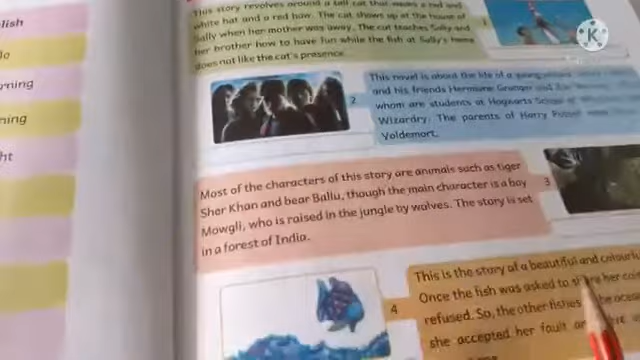 lish
lo
rning
ning
ht
This story revolves around a tall cat that wears a red and
white hat and a red bow. The cat shows up at the house of
Sally when her mother was away. The cat teaches Sally and
her brother how to have fun while the fish at Sally's home
does not like the cat's presence.
1
K
This novel is about the life of a young
and his friends Hermione Granger and
whom are students at Hogwarts School
Wizardry. The parents of Harry Potter
Voldemort.
2
Most of the characters of this story are animals such as tiger
Sher Khan and bear Ballu, though the main character is a boy
Mowgli, who is raised in the jungle by wolves. The story is set
in a forest of India.
3
This is the story of a beautiful and colourful
Once the fish was asked to share her
refused. So, the other fishes
she accepted her fault
4